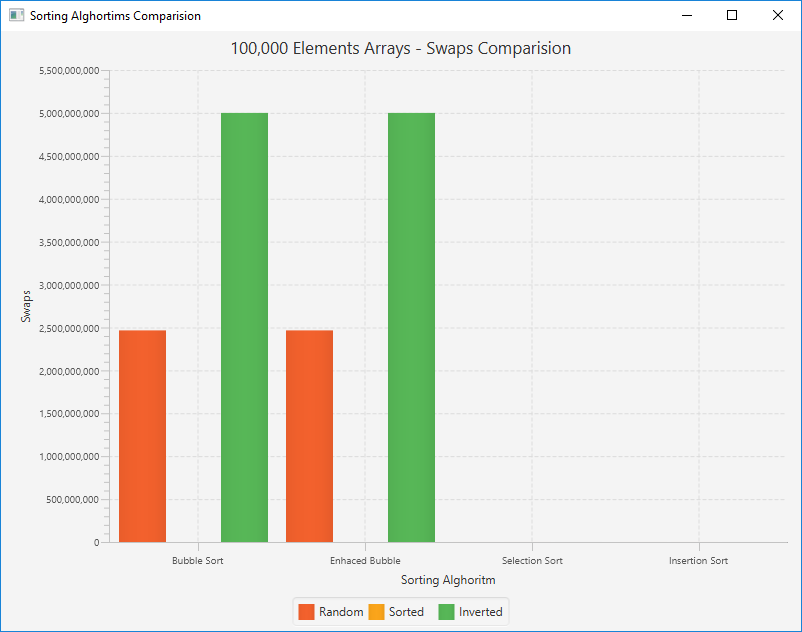 Sorting Alghortims Comparision
100,000 Elements Arrays - Swaps Comparision
5,500,000,000
5,000,000,000
4,500,000,000
4,000,000,000
3,500,000,000
3,000,000,000
2,500,000,000
2,000,000,000
1,500,000,000
1,000,000,000
500,000,000
0
Swaps
Bubble Sort Enhaced Bubble Selection Sort Insertion Sort
Sorting Alghoritm
Random Sorted Inverted